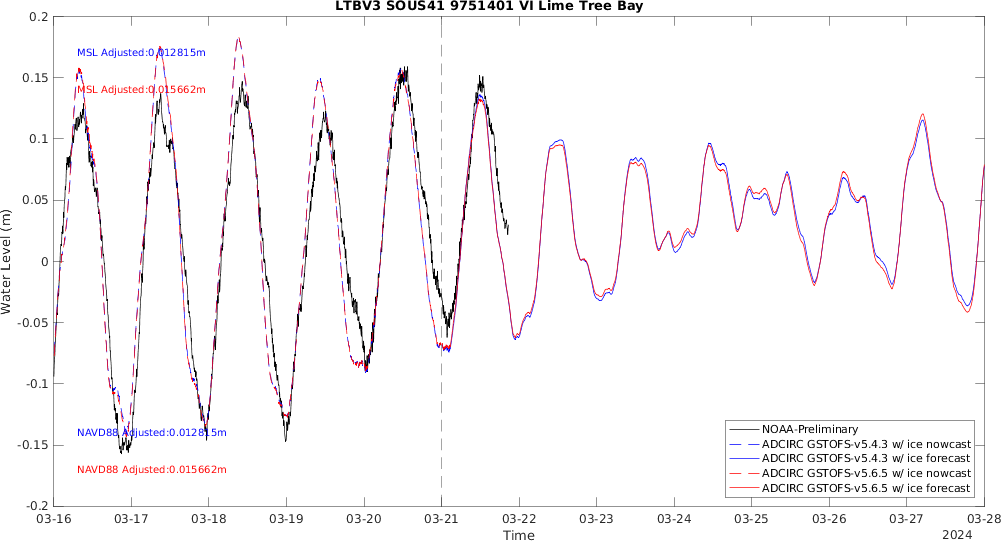 LTBV3 SOUS41 9751401 VI Lime Tree Bay
0.2
0.15
0.1
0.05
0
-0.05
-0.1
-0.15
-0.2
Water Level (m)
MSL Adjusted:0.012815m
MSL Adjusted:0.015662m
NAVD88 Adjusted:0.012815m
NAVD88 Adjusted:0.015662m
NOAA-Preliminary
ADCIRC GSTOFS-v5.4.3 w/ ice nowcast
ADCIRC GSTOFS-v5.4.3 w/ ice forecast
ADCIRC GSTOFS-v5.6.5 w/ ice nowcast
ADCIRC GSTOFS-v5.6.5 w/ ice forecast
03-16 03-17 03-18 03-19 03-20 03-21 03-22 03-23 03-24 03-25 03-26 03-27 03-28
Time
2024